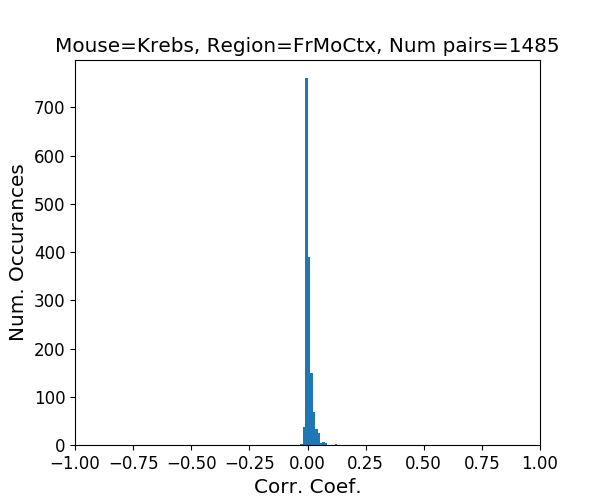 Mouse=Krebs, Region=FrMoCtx, Num pairs=1485
Num. Occurances
700
600
500
400
300
200
100
0
−1.00 −0.75 −0.50 −0.25 0.00 0.25 0.50 0.75 1.00
Corr. Coef.